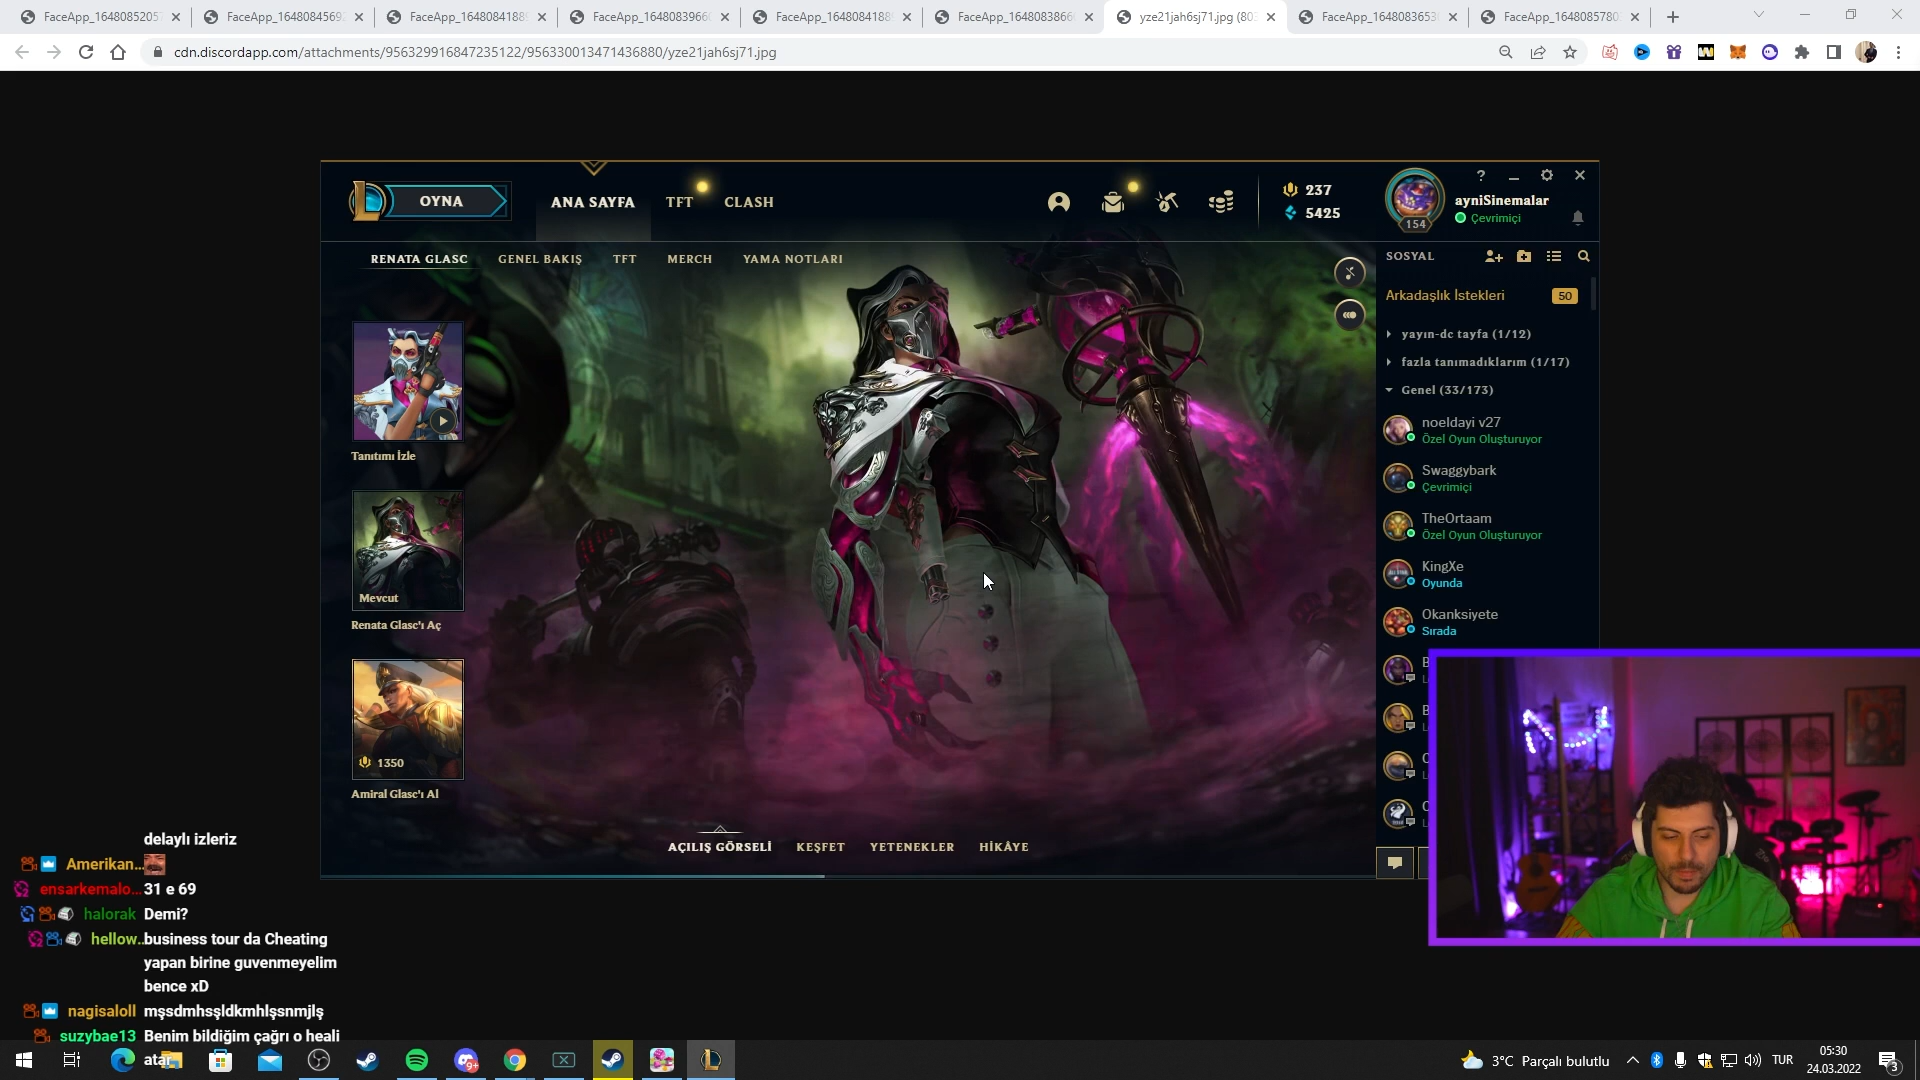 FaceApp_1648085205
FaceApp_164808456
FaceApp_164808418
FaceApp_164808396
FaceApp_164808418
FaceApp_164808386
yze21jah6sj71.jpg (80
FaceApp_164808365
FaceApp_164808578
cdn.discordapp.com/attachments/956329916847235122/956330013471436880/yze21jah6sj71.jpg
OYNA
ANA SAYFA
TFT
CLASH
237
5425
154
ayniSinemalar
Çevrimiçi
RENATA GLASC
GENEL BAKIŞ
TFT
MERCH
YAMA NOTLARI
SOSYAL
Arkadaşlık İstekleri
50
yayın-dc tayfa (1/12)
fazla tanımadıklarım (1/17)
Genel (33/173)
noeldayi v27
Özel Oyun Oluşturuyor
Swaggybark
Çevrimiçi
TheOrtaam
Özel Oyun Oluşturuyor
KingXe
Oyunda
Okanksiyete
Sırada
Tanıtımı İzle
Mevcut
Renata Glasc'ı Aç
1350
Amiral Glasc'ı Al
AÇILIŞ GÖRSELİ
KEŞFET
YETENEKLER
HİKÂYE
delaylı izleriz
Amerikan...
ensarkemalo... 31 e 69
halorak Demi?
hellow... business tour da Cheating
yapan birine guvenmeyelim
bence xD
nagisaloll mşsdmhsşldkmhlşsnmjlş
suzybae13 Benim bildiğim çağrı o heali
atar
9+
3°C Parçalı bulutlu
TUR
05:30
24.03.2022
3